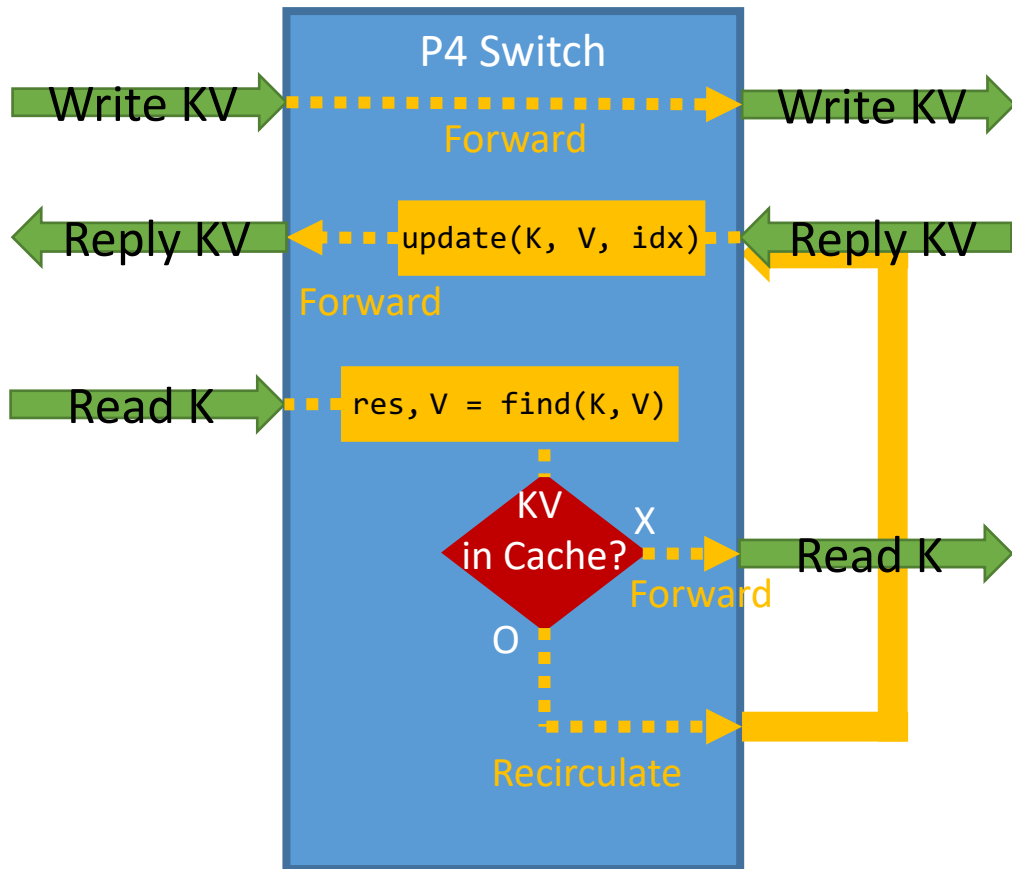 P4 Switch
Write KV
Write KV
Forward
Reply KV
update(K, V, idx)
Reply KV
Forward
Read K
res, V = find(K, V)
KV
in Cache?
X
Read K
Forward
O
Recirculate